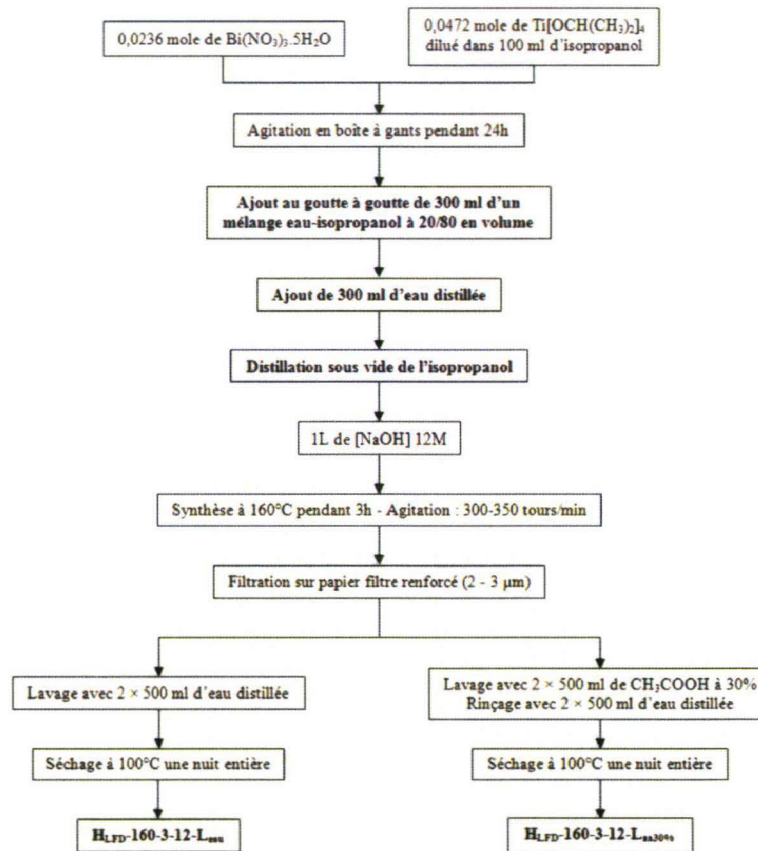 0,0236 mole de Bi(NO₃)₃.5H₂O
0,0472 mole de Ti[OCH(CH₃)₂]₄
dilué dans 100 ml d'isopropanol
Agitation en boîte à gants pendant 24h
Ajout au goutte à goutte de 300 ml d'un
mélange eau-isopropanol à 20/80 en volume
Ajout de 300 ml d'eau distillée
Distillation sous vide de l'isopropanol
1L de [NaOH] 12M
Synthèse à 160°C pendant 3h - Agitation : 300-350 tours/min
Filtration sur papier filtre renforcé (2 - 3 µm)
Lavage avec 2 × 500 ml d'eau distillée
Séchage à 100°C une nuit entière
H_LFD-160-3-12-L_eau
Lavage avec 2 × 500 ml de CH₃COOH à 30%
Rinçage avec 2 × 500 ml d'eau distillée
Séchage à 100°C une nuit entière
H_LFD-160-3-12-L_aa30%